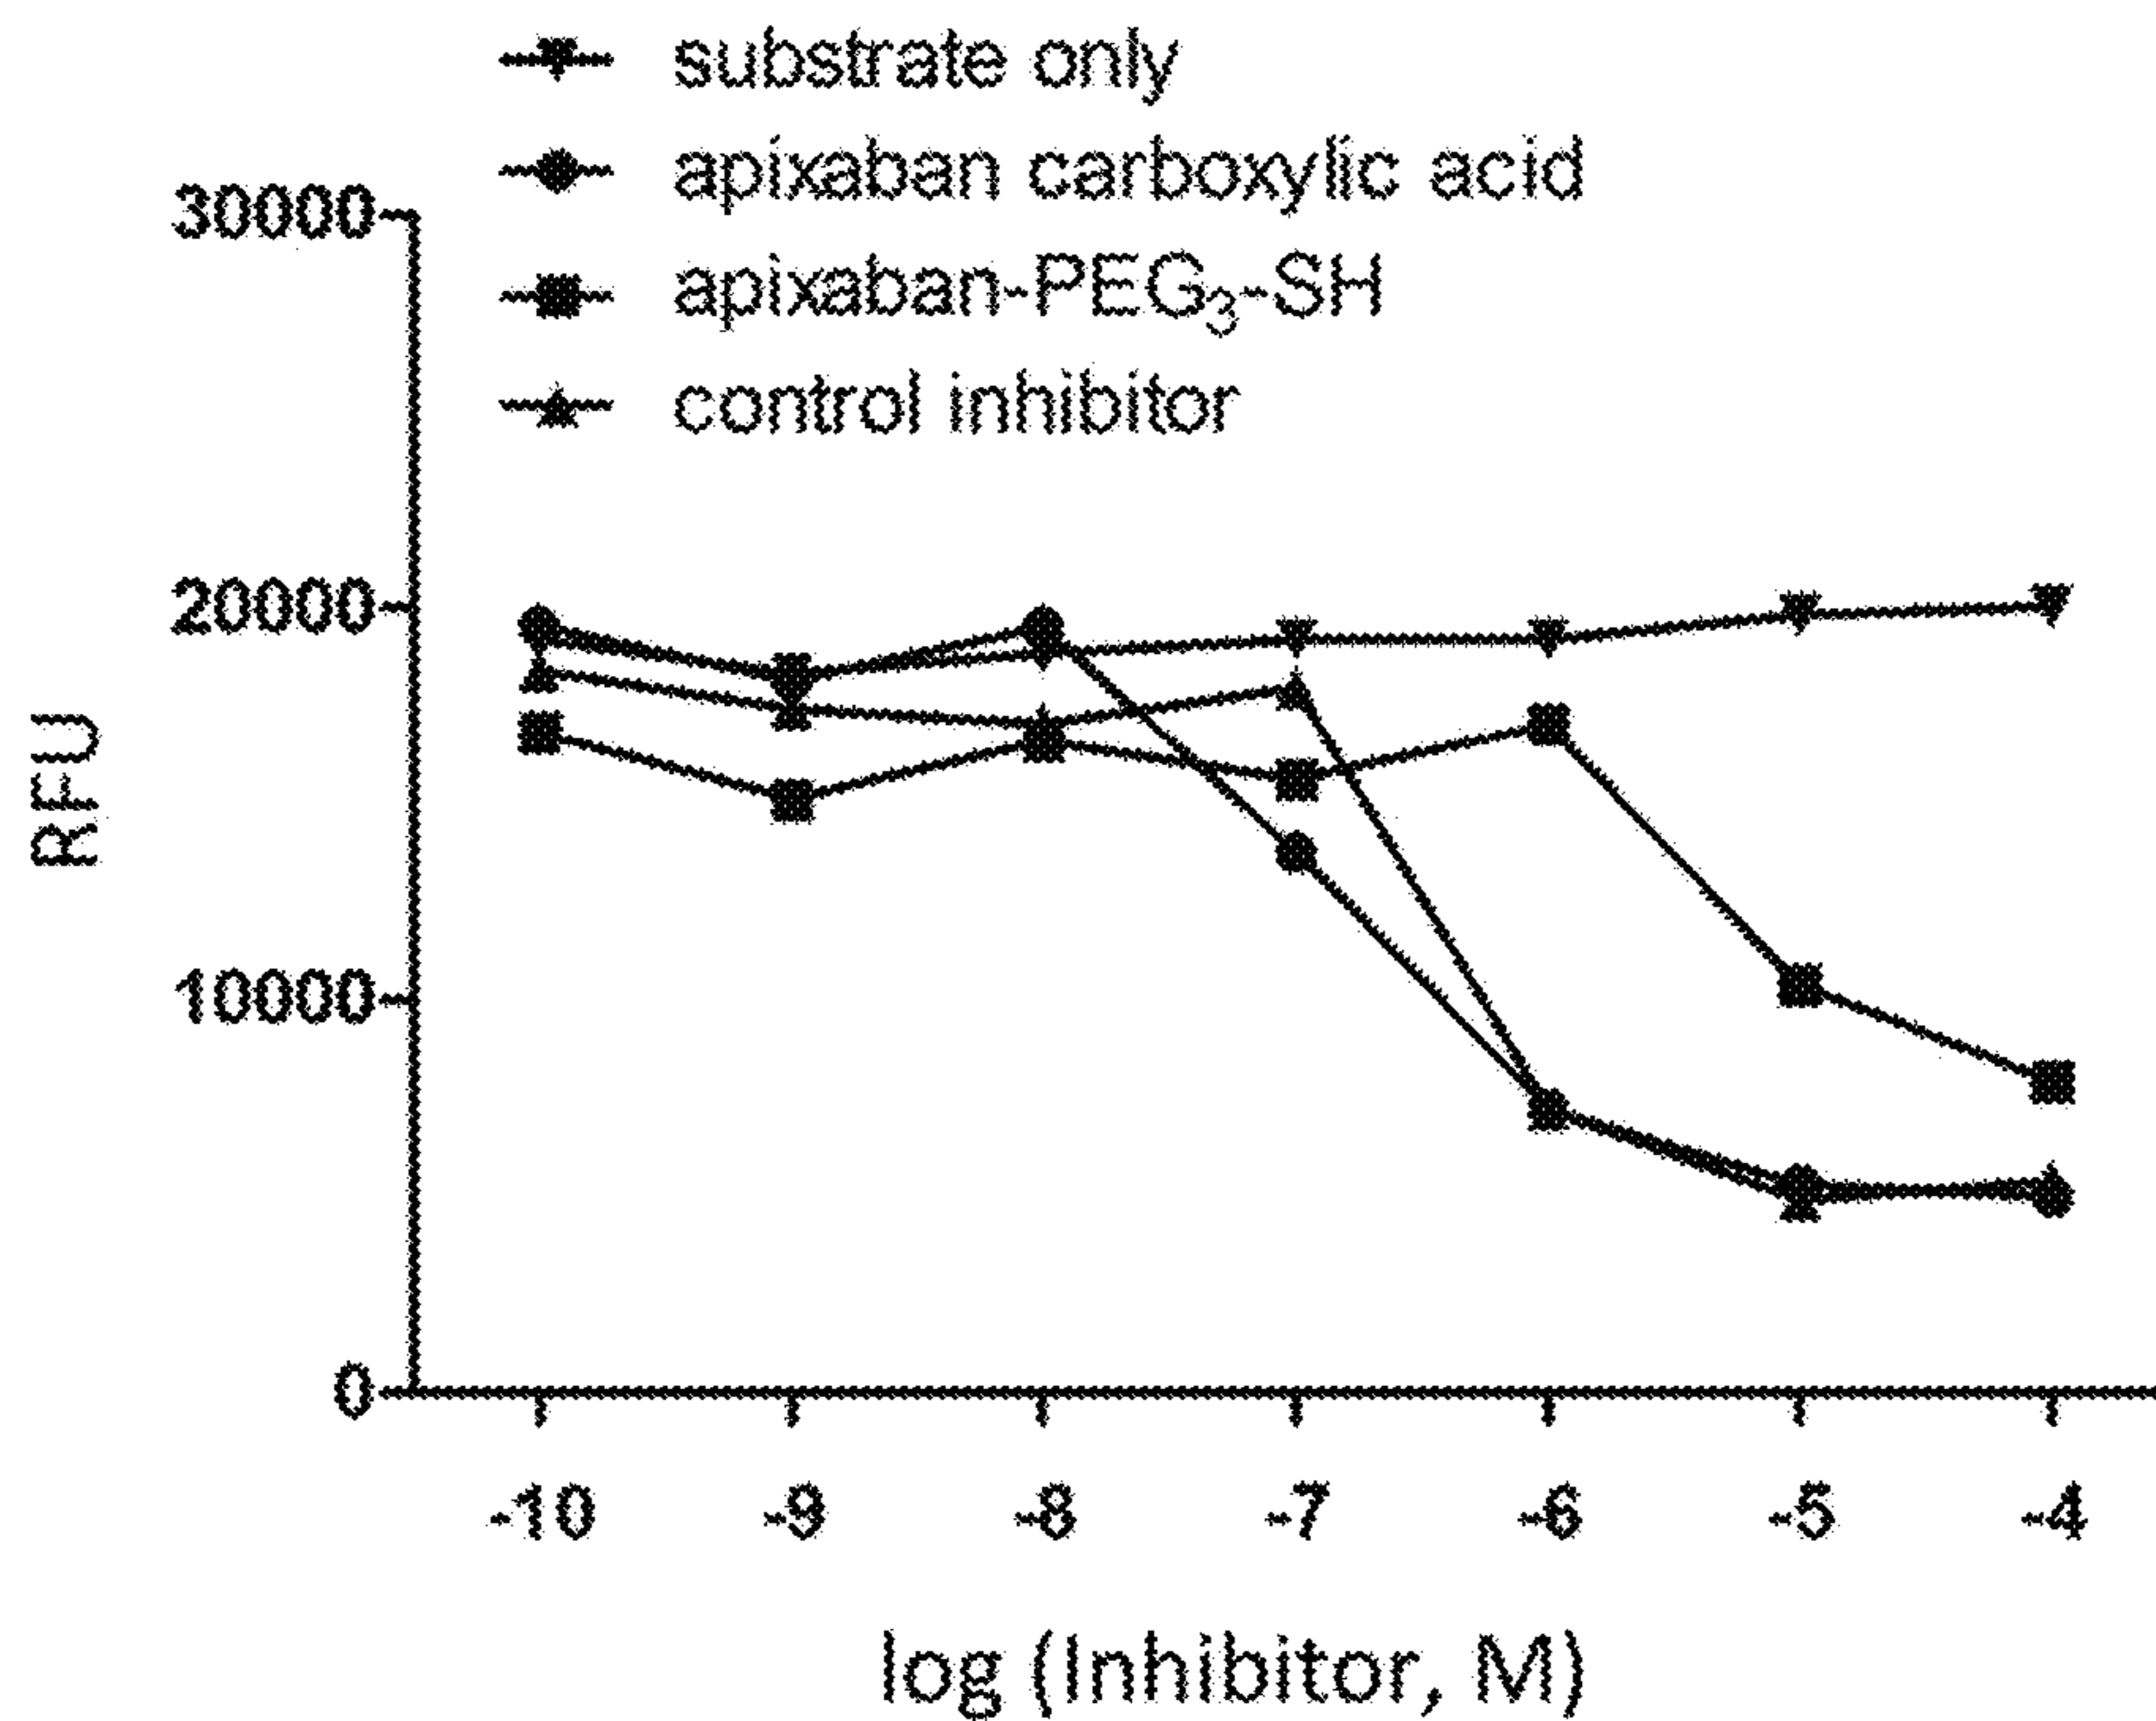 substrate only
apixaban carboxylic acid
apixaban-PEG₃-SH
control inhibitor
30000
20000
10000
0
RFU
-10 -9 -8 -7 -6 -5 -4
log (Inhibitor, M)